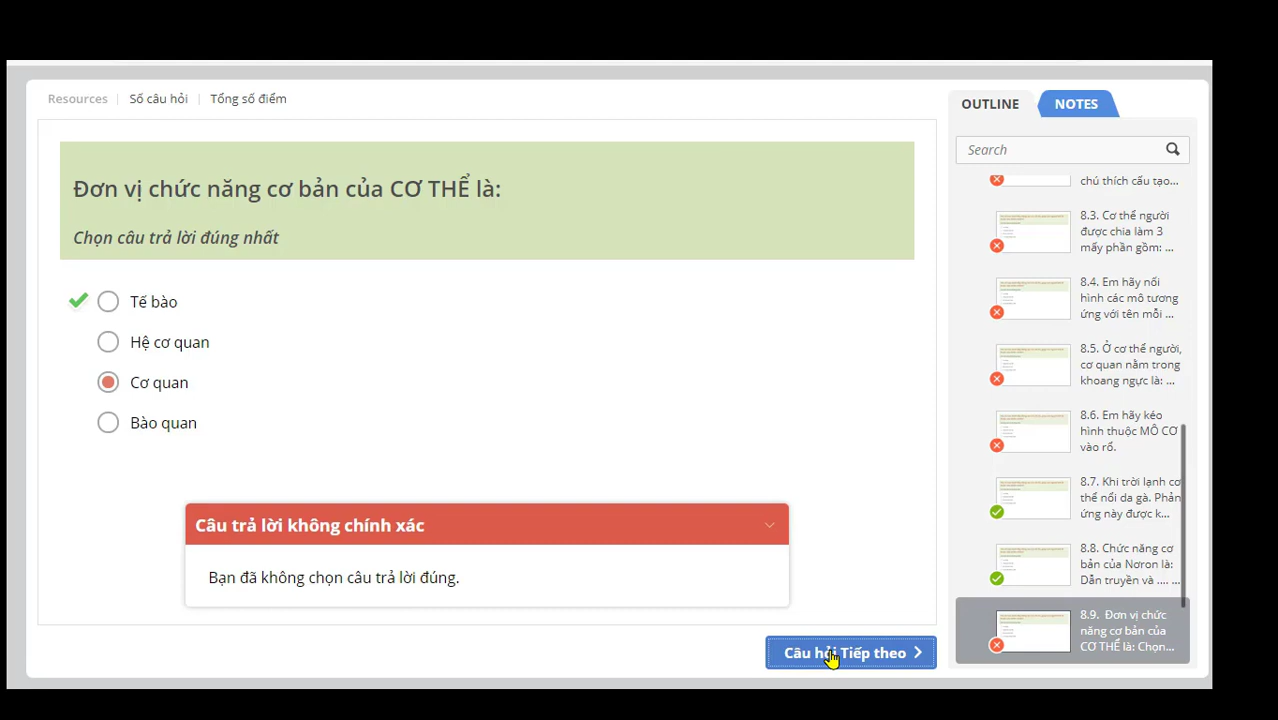 Resources
Số câu hỏi
Tổng số điểm
Đơn vị chức năng cơ bản của CƠ THỂ là:
Chọn câu trả lời đúng nhất
Tế bào
Hệ cơ quan
Cơ quan
Bào quan
Câu trả lời không chính xác
Bạn đã không chọn câu trả lời đúng.
Câu hỏi Tiếp theo
OUTLINE
NOTES
Search
chú thích cấu tạo...
8.3. Cơ thể người
được chia làm 3
mấy phần gồm: ...
8.4. Em hãy nối
hình các mô tương
ứng với tên mỗi ...
8.5. Ở cơ thể người,
cơ quan nằm trong
khoang ngực là: ...
8.6. Em hãy kéo
hình thuộc MÔ CƠ
vào rổ.
8.7. Khi trời lạnh cơ
thể nổi da gà. Phản
ứng này được k...
8.8. Chức năng cơ
bản của Nơron là:
Dẫn truyền và .... ...
8.9. Đơn vị chức
năng cơ bản của
CƠ THỂ là: Chọn...